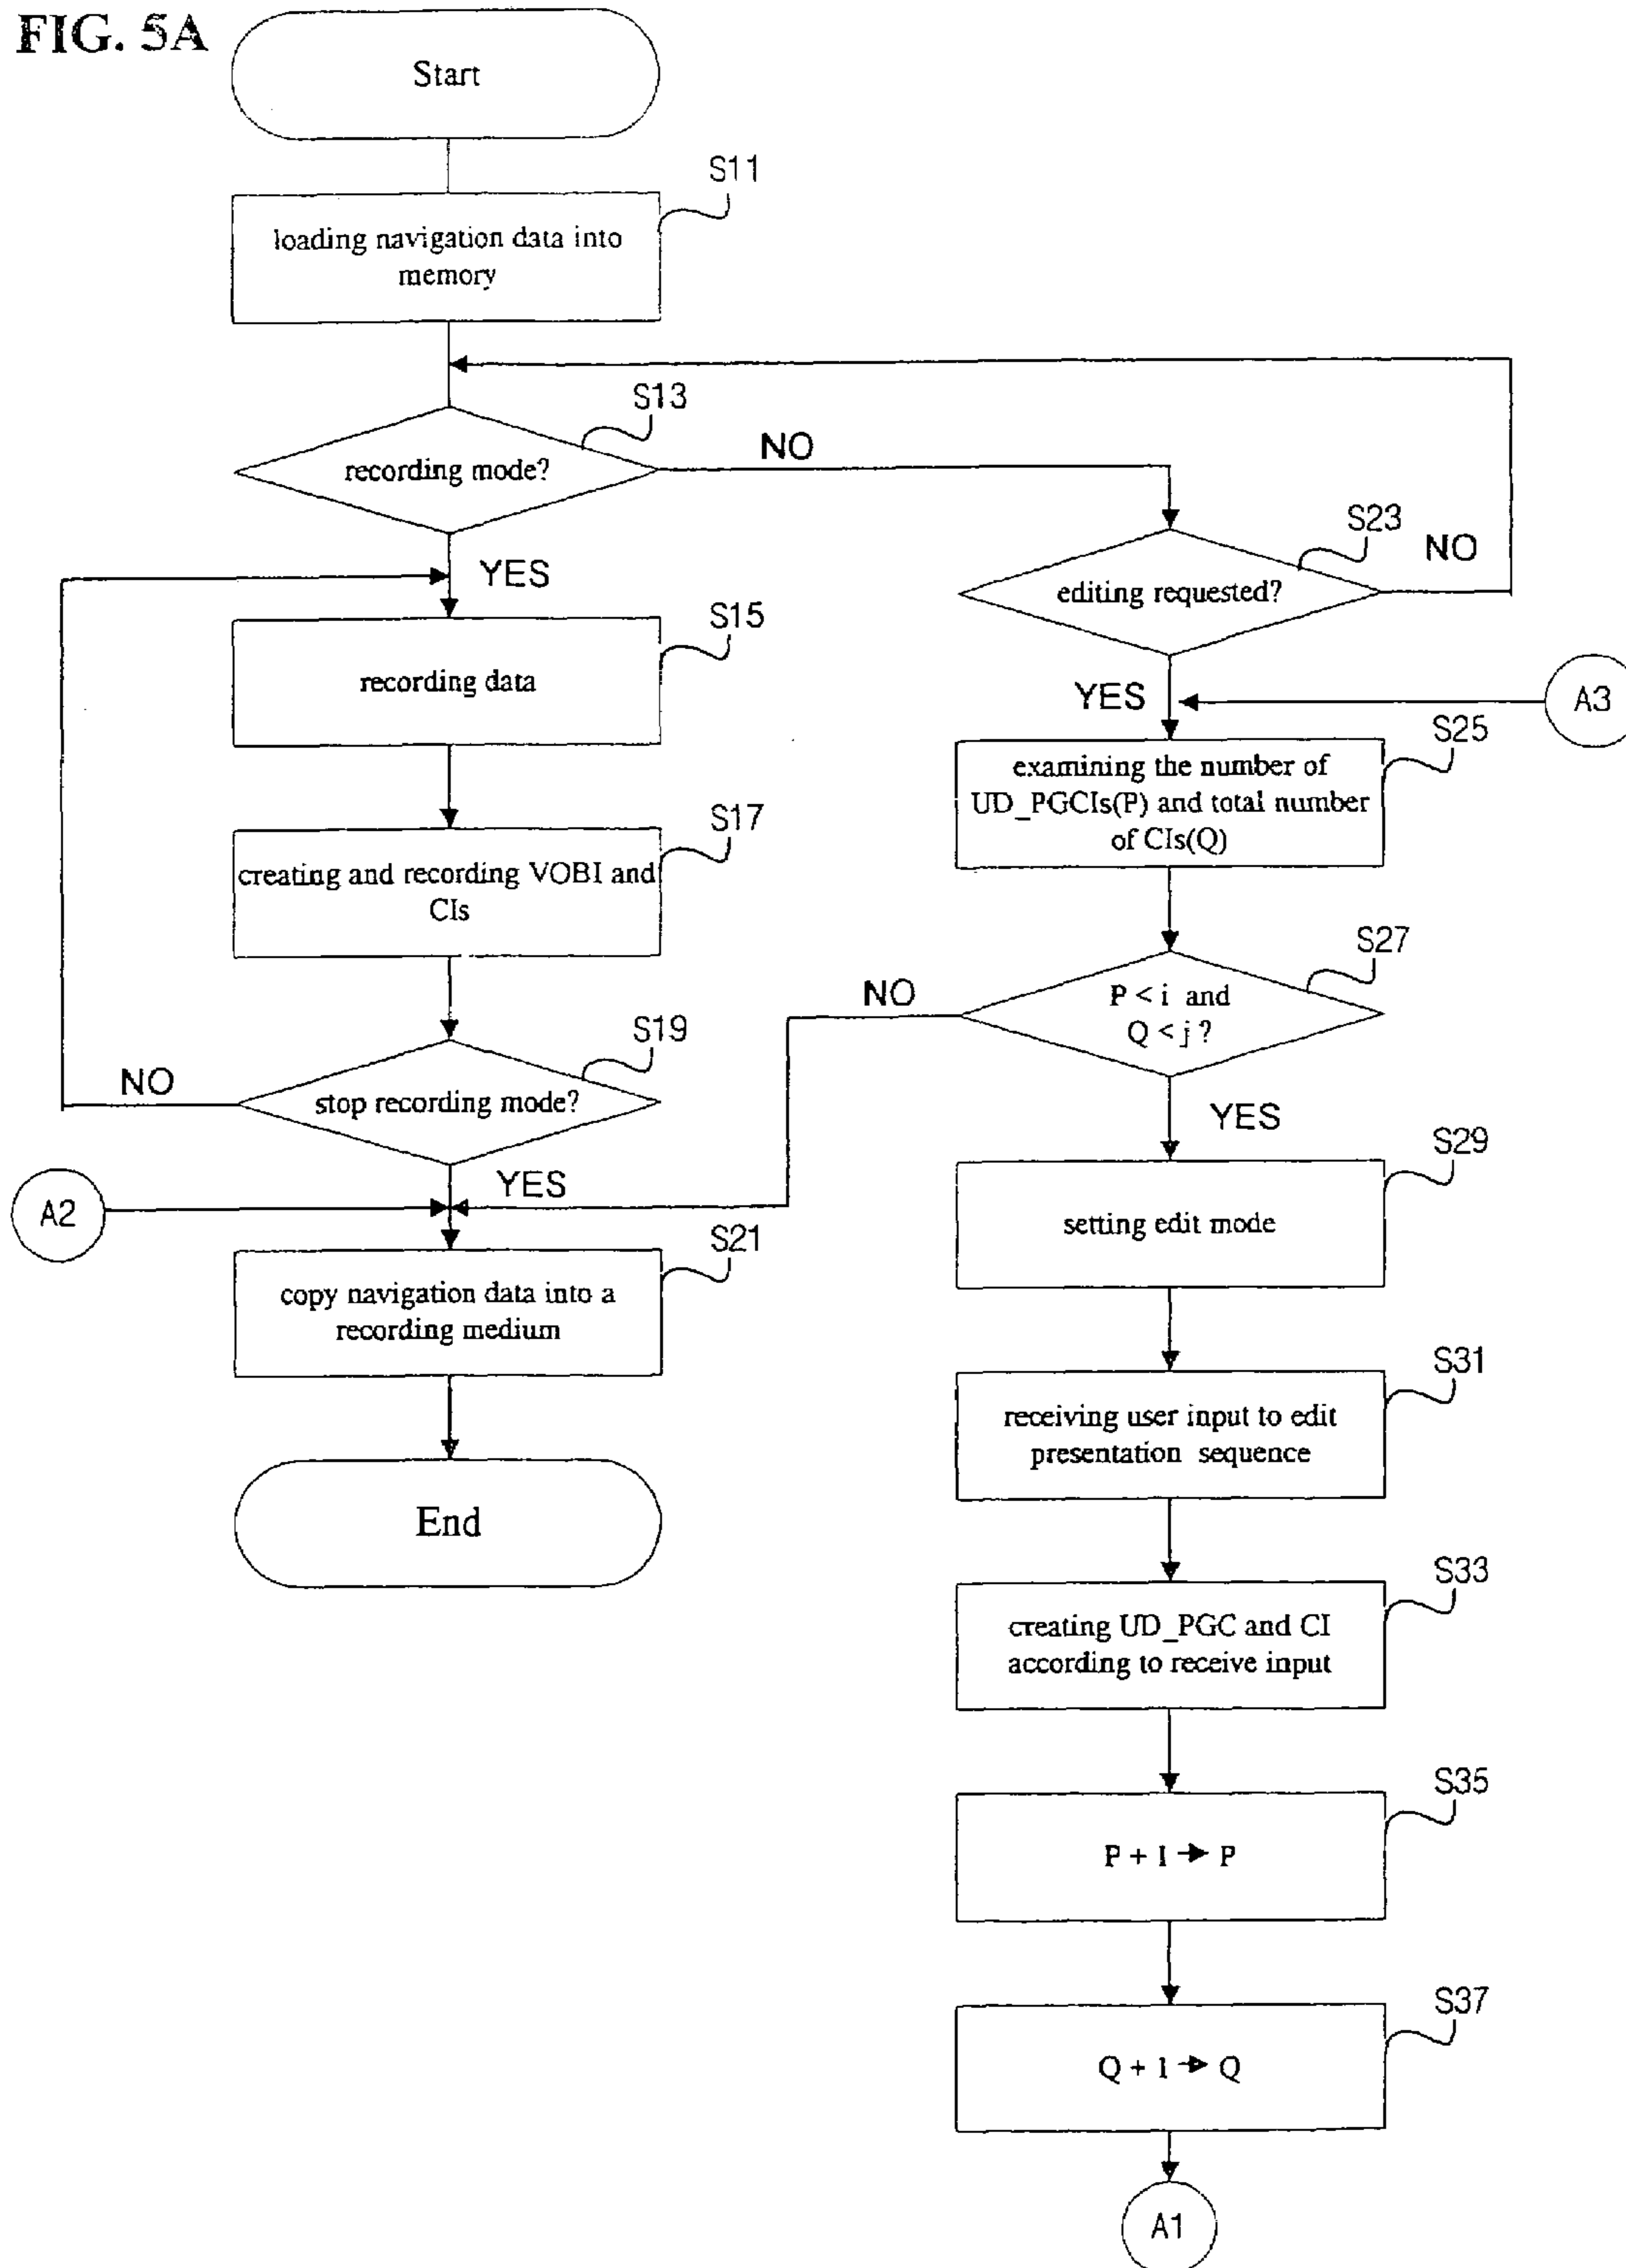 FIG. 5A
Start
S11
loading navigation data into
memory
S13
recording mode?
NO
YES
S15
recording data
S17
creating and recording VOBI and
CIs
S19
stop recording mode?
NO
YES
A2
S21
copy navigation data into a
recording medium
End
S23
editing requested?
NO
YES
A3
S25
examining the number of
UD_PGCIs(P) and total number
of CIs(Q)
S27
P < i and
Q < j ?
NO
YES
S29
setting edit mode
S31
receiving user input to edit
presentation sequence
S33
creating UD_PGC and CI
according to receive input
S35
P + 1 → P
S37
Q + 1 → Q
A1